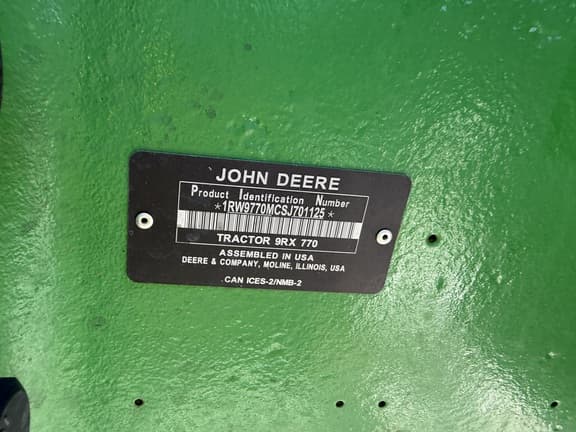 JOHN DEERE
Product Identification Number
*1RW9770MCSJ701125*
TRACTOR 9RX 770
ASSEMBLED IN USA
DEERE & COMPANY, MOLINE, ILLINOIS, USA
CAN ICES-2/NMB-2